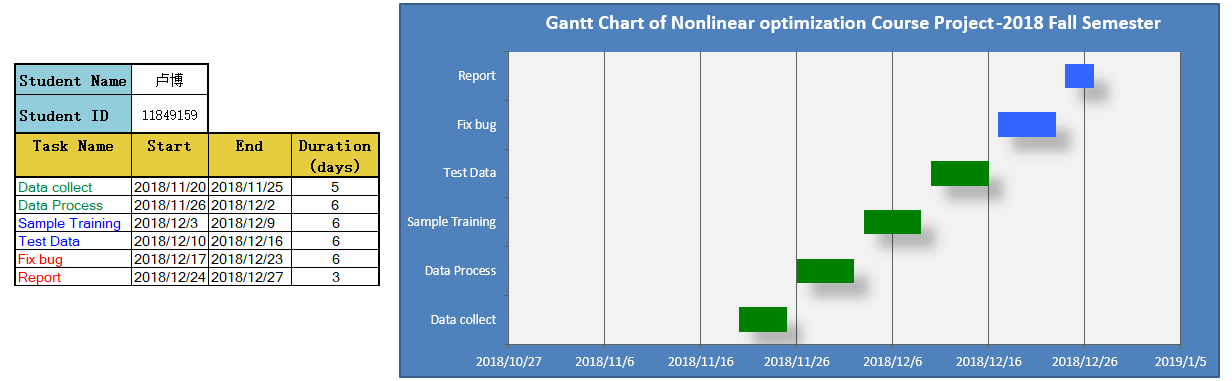 Student Name 卢博
Student ID 11849159
Task Name Start End Duration (days)
Data collect 2018/11/20 2018/11/25 5
Data Process 2018/11/26 2018/12/2 6
Sample Training 2018/12/3 2018/12/9 6
Test Data 2018/12/10 2018/12/16 6
Fix bug 2018/12/17 2018/12/23 6
Report 2018/12/24 2018/12/27 3
Gantt Chart of Nonlinear optimization Course Project-2018 Fall Semester
Report
Fix bug
Test Data
Sample Training
Data Process
Data collect
2018/10/27 2018/11/6 2018/11/16 2018/11/26 2018/12/6 2018/12/16 2018/12/26 2019/1/5